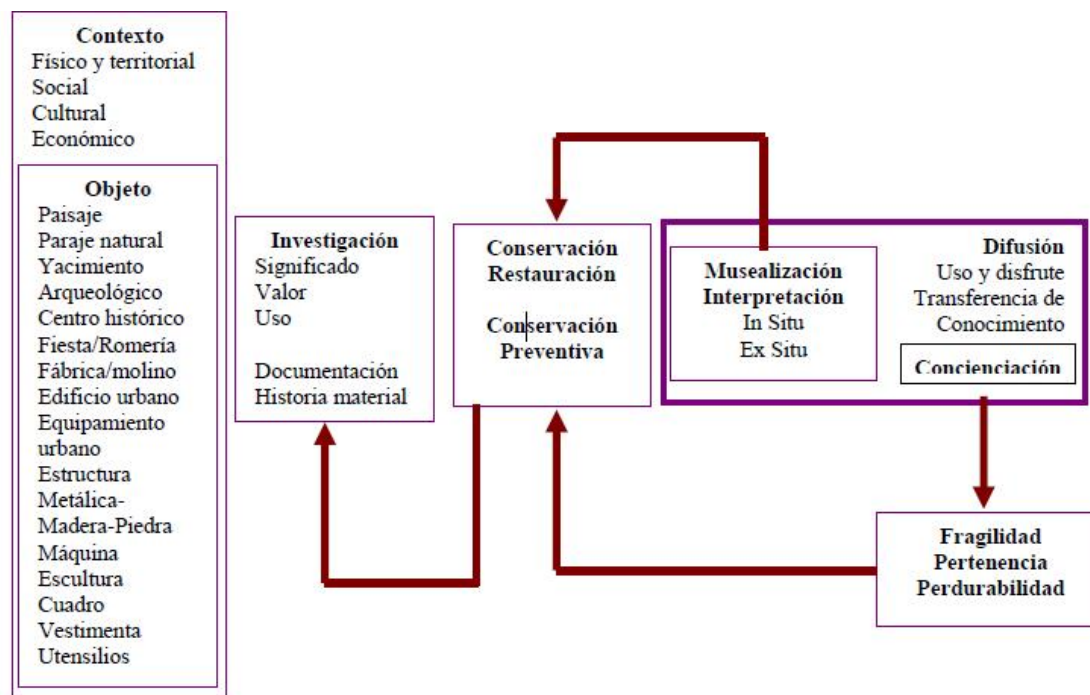 Contexto
Físico y territorial
Social
Cultural
Económico
Objeto
Paisaje
Paraje natural
Yacimiento
Arqueológico
Centro histórico
Fiesta/Romería
Fábrica/molino
Edificio urbano
Equipamiento
urbano
Estructura
Metálica-
Madera-Piedra
Máquina
Escultura
Cuadro
Vestimenta
Utensilios
Investigación
Significado
Valor
Uso
Documentación
Historia material
Conservación
Restauración
Conservación
Preventiva
Musealización
Interpretación
In Situ
Ex Situ
Difusión
Uso y disfrute
Transferencia de
Conocimiento
Concienciación
Fragilidad
Pertenencia
Perdurabilidad